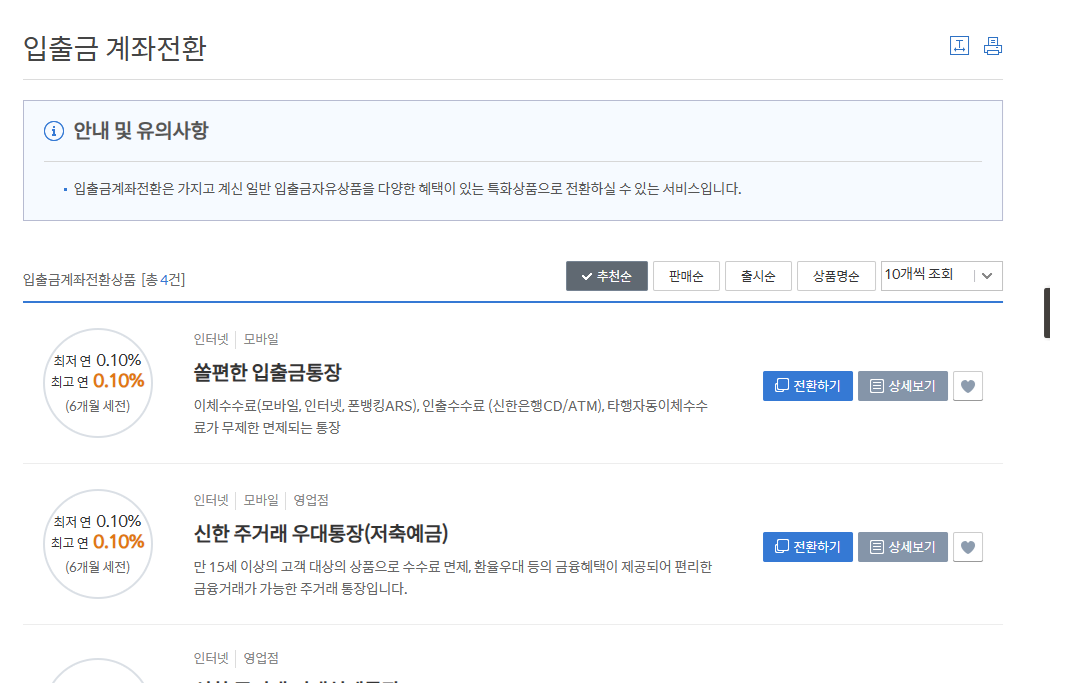 입출금 계좌전환
안내 및 유의사항
입출금계좌전환은 가지고 계신 일반 입출금자유상품을 다양한 혜택이 있는 특화상품으로 전환하실 수 있는 서비스입니다.
입출금계좌전환상품 [총 4건]
추천순 판매순 출시순 상품명순 10개씩 조회
인터넷 모바일
최저 연 0.10%
최고 연 0.10%
(6개월 세전)
쏠편한 입출금통장
이체수수료(모바일, 인터넷, 폰뱅킹ARS), 인출수수료 (신한은행CD/ATM), 타행자동이체수수
료가 무제한 면제되는 통장
전환하기 상세보기
인터넷 모바일 영업점
최저 연 0.10%
최고 연 0.10%
(6개월 세전)
신한 주거래 우대통장(저축예금)
만 15세 이상의 고객 대상의 상품으로 수수료 면제, 환율우대 등의 금융혜택이 제공되어 편리한
금융거래가 가능한 주거래 통장입니다.
전환하기 상세보기
인터넷 영업점